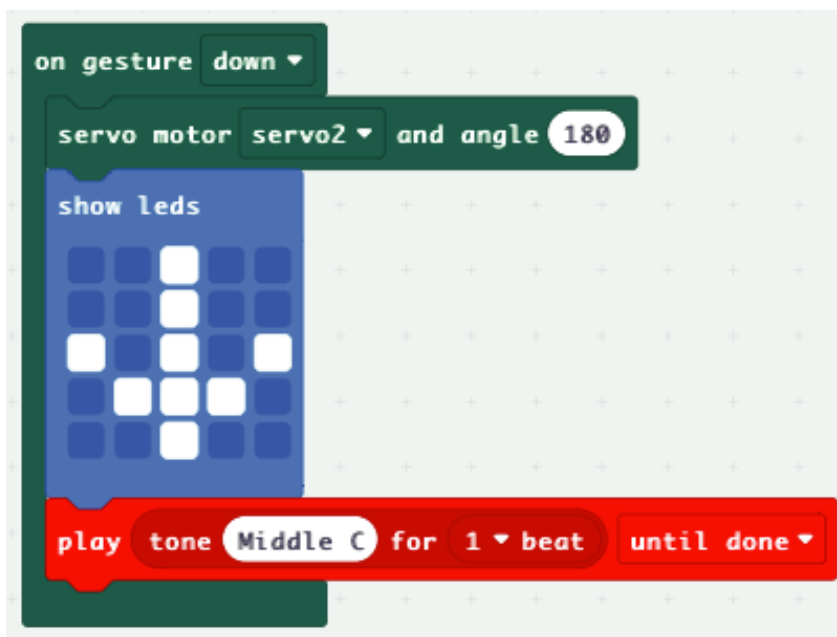 on gesture down
servo motor servo2 and angle 180
show leds
play tone Middle C for 1 beat until done